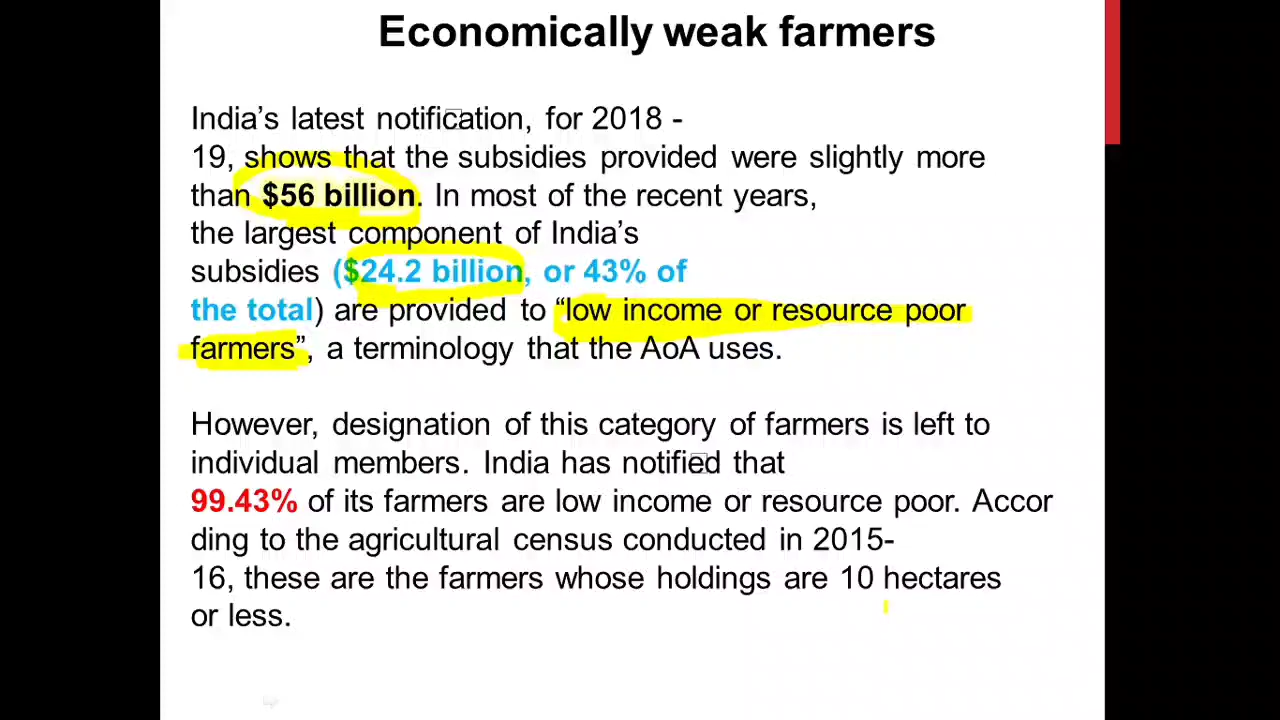 Economically weak farmers
India’s latest notification, for 2018 -
19, shows that the subsidies provided were slightly more
than $56 billion. In most of the recent years,
the largest component of India’s
subsidies ($24.2 billion, or 43% of
the total) are provided to “low income or resource poor
farmers”, a terminology that the AoA uses.
However, designation of this category of farmers is left to
individual members. India has notified that
99.43% of its farmers are low income or resource poor. Accor
ding to the agricultural census conducted in 2015-
16, these are the farmers whose holdings are 10 hectares
or less.